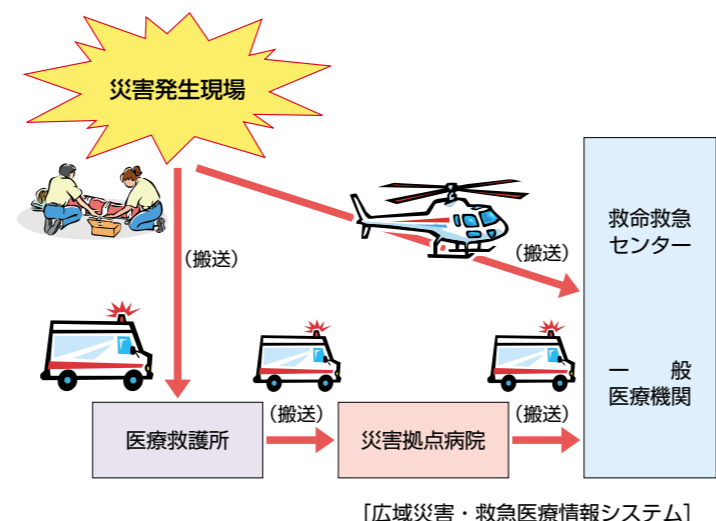 災害発生現場
(搬送)
(搬送)
救命救急
センター
一般
医療機関
医療救護所
(搬送)
災害拠点病院
(搬送)
[広域災害・救急医療情報システム]